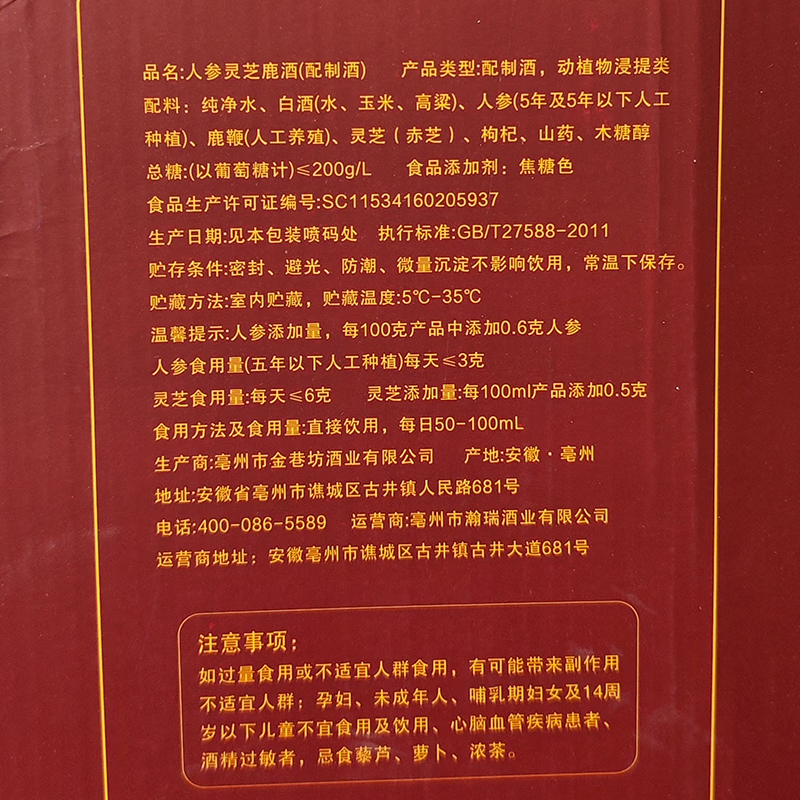 品名:人参灵芝鹿酒(配制酒) 产品类型:配制酒，动植物浸提类
配料：纯净水、白酒(水、玉米、高粱)、人参(5年及5年以下人工
种植)、鹿鞭(人工养殖)、灵芝(赤芝)、枸杞、山药、木糖醇
总糖:(以葡萄糖计)≤200g/L 食品添加剂：焦糖色
食品生产许可证编号:SC11534160205937
生产日期:见本包装喷码处 执行标准:GB/T27588-2011
贮存条件:密封、避光、防潮、微量沉淀不影响饮用，常温下保存。
贮藏方法:室内贮藏，贮藏温度:5℃-35℃
温馨提示:人参添加量，每100克产品中添加0.6克人参
人参食用量(五年以下人工种植)每天≤3克
灵芝食用量:每天≤6克 灵芝添加量:每100ml产品添加0.5克
食用方法及食用量:直接饮用，每日50-100mL
生产商:亳州市金巷坊酒业有限公司 产地:安徽·亳州
地址:安徽省亳州市谯城区古井镇人民路681号
电话:400-086-5589 运营商:亳州市瀚瑞酒业有限公司
运营商地址：安徽亳州市谯城区古井镇古井大道681号
注意事项：
如过量食用或不适宜人群食用，有可能带来副作用
不适宜人群；孕妇、未成年人、哺乳期妇女及14周
岁以下儿童不宜食用及饮用、心脑血管疾病患者、
酒精过敏者，忌食藜芦、萝卜、浓茶。